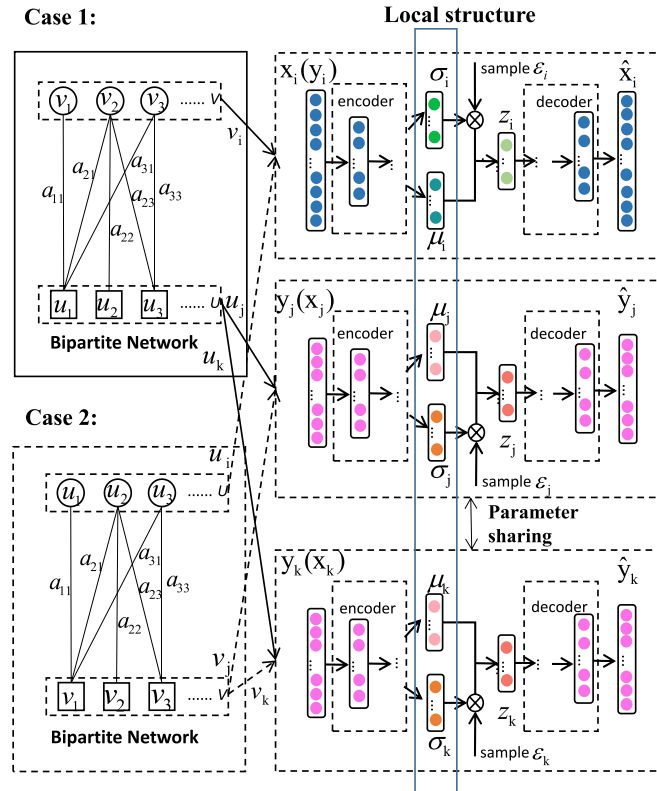 Case 1:
Local structure
v₁ v₂ v₃ ...... V
a₁₁ a₂₁ a₃₁
a₂₂ a₂₃ a₃₃
u₁ u₂ u₃ ...... U
Bipartite Network
vᵢ
uⱼ
uₖ
xᵢ(yᵢ)
encoder
σᵢ
μᵢ
sample εᵢ
zᵢ
decoder
x̂ᵢ
yⱼ(xⱼ)
encoder
μⱼ
σⱼ
sample εⱼ
zⱼ
decoder
ŷⱼ
Parameter
sharing
Case 2:
u₁ u₂ u₃ ...... U
a₁₁ a₂₁ a₃₁
a₂₂ a₂₃ a₃₃
v₁ v₂ v₃ ...... V
Bipartite Network
uᵢ
vⱼ
vₖ
yₖ(xₖ)
encoder
μₖ
σₖ
sample εₖ
zₖ
decoder
ŷₖ